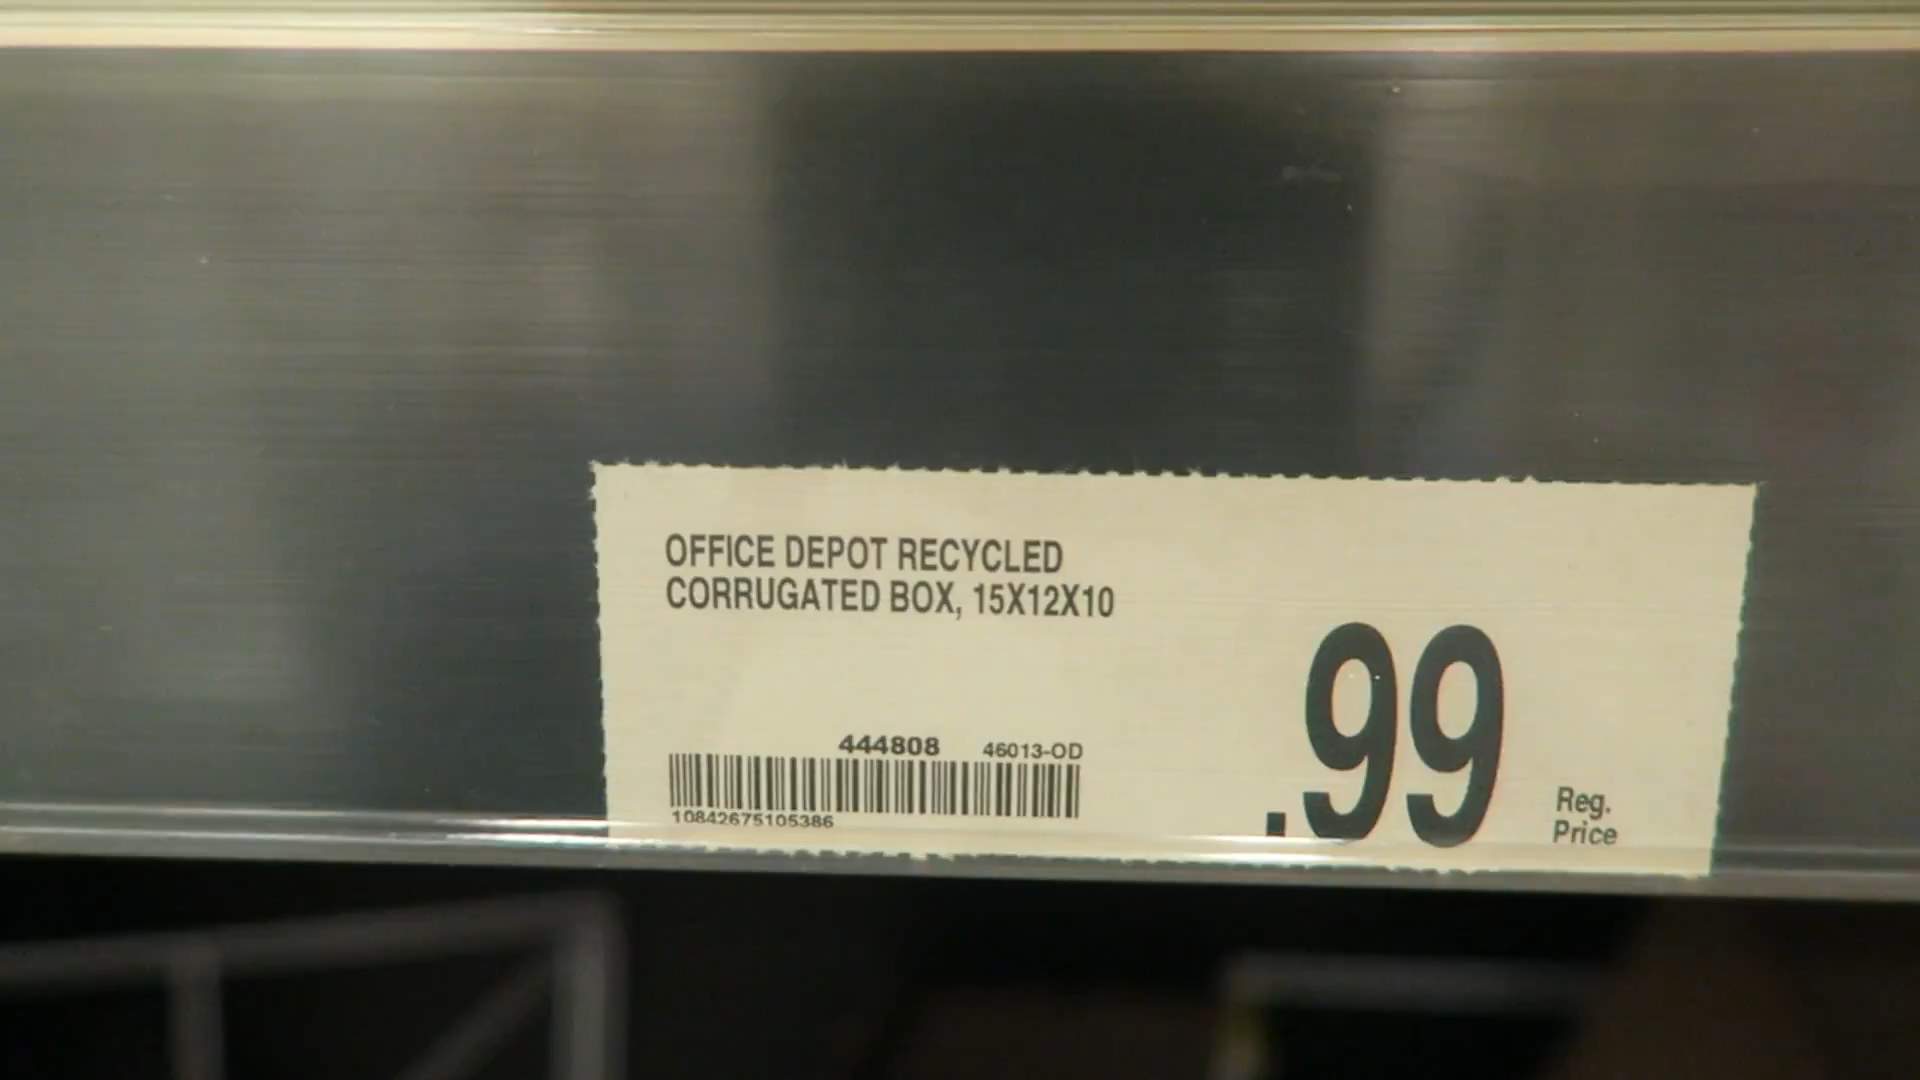 OFFICE DEPOT RECYCLED
CORRUGATED BOX, 15X12X10
444808 46013-OD
10842675105386
.99
Reg.
Price